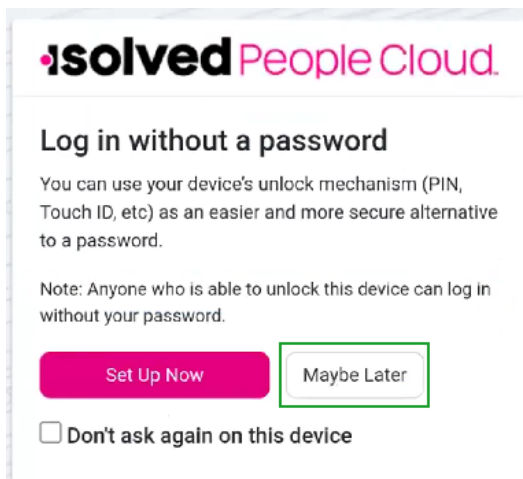 isolved People Cloud.
Log in without a password
You can use your device's unlock mechanism (PIN,
Touch ID, etc) as an easier and more secure alternative
to a password.
Note: Anyone who is able to unlock this device can log in
without your password.
Set Up Now
Maybe Later
Don't ask again on this device